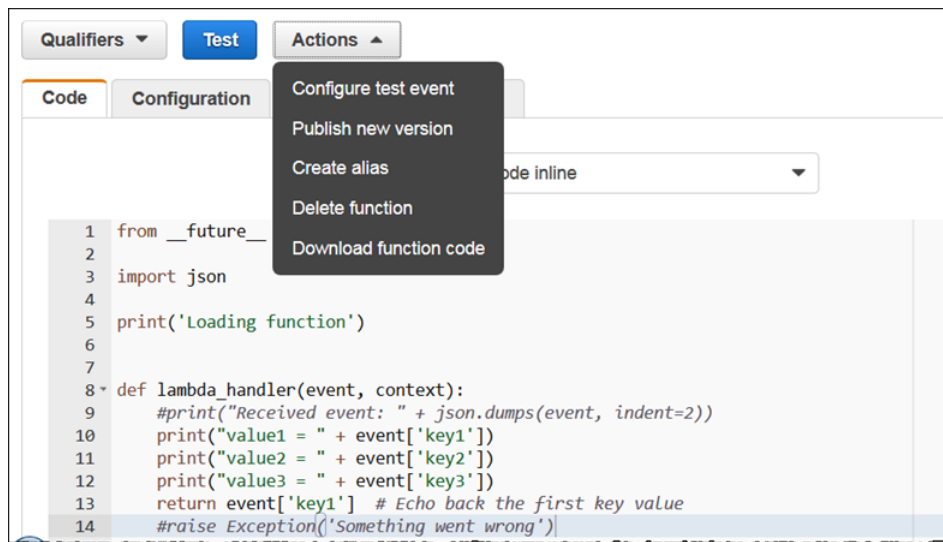 Qualifiers Test Actions
Configure test event
Code Configuration
Publish new version
Create alias
ode inline
Delete function
Download function code
1 from __future__
2
3 import json
4
5 print('Loading function')
6
7
8 def lambda_handler(event, context):
9 #print("Received event: " + json.dumps(event, indent=2))
10 print("value1 = " + event['key1'])
11 print("value2 = " + event['key2'])
12 print("value3 = " + event['key3'])
13 return event['key1'] # Echo back the first key value
14 #raise Exception('Something went wrong')